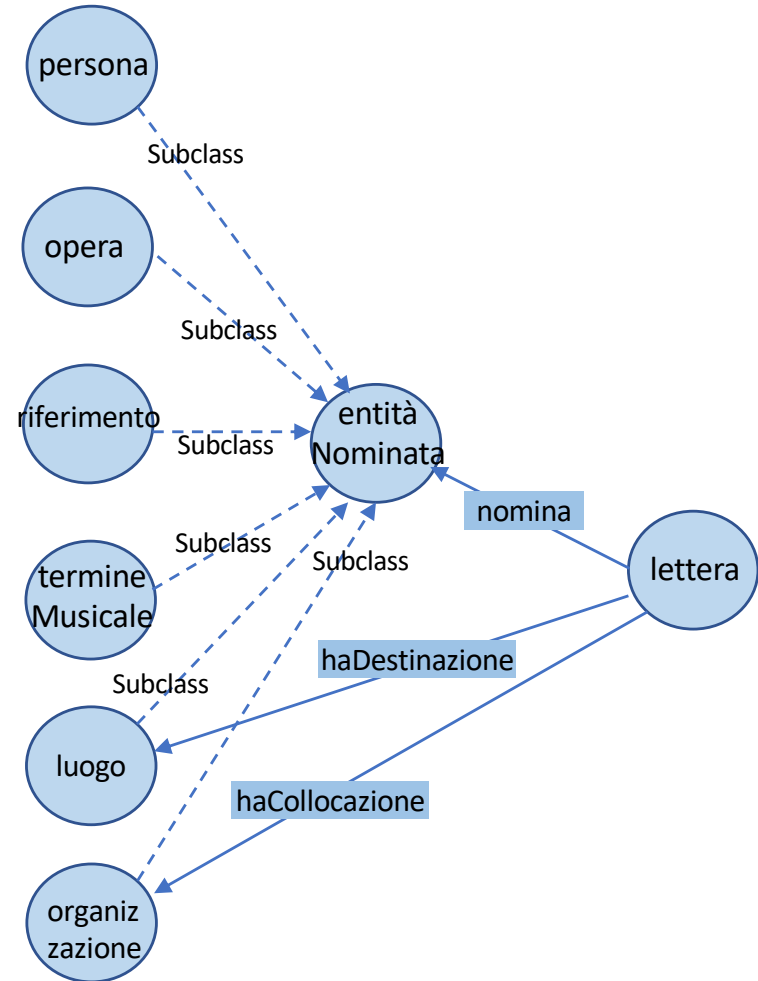 persona
Subclass
opera
Subclass
riferimento
Subclass
entità
Nominata
nomina
lettera
termine
Musicale
Subclass
Subclass
haDestinazione
Subclass
luogo
haCollocazione
organiz
zazione